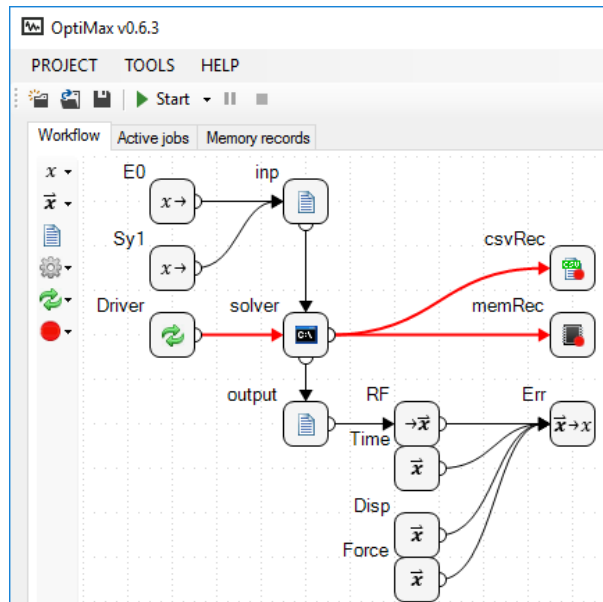 OptiMax v0.6.3
PROJECT TOOLS HELP
Start
Workflow Active jobs Memory records
x E0 inp
x→
x⃗
Sy1 csvRec
x→ CSV
Driver solver memRec
C:\
output RF Err
→x⃗ x⃗→x
Time
x⃗
Disp
x⃗
Force
x⃗